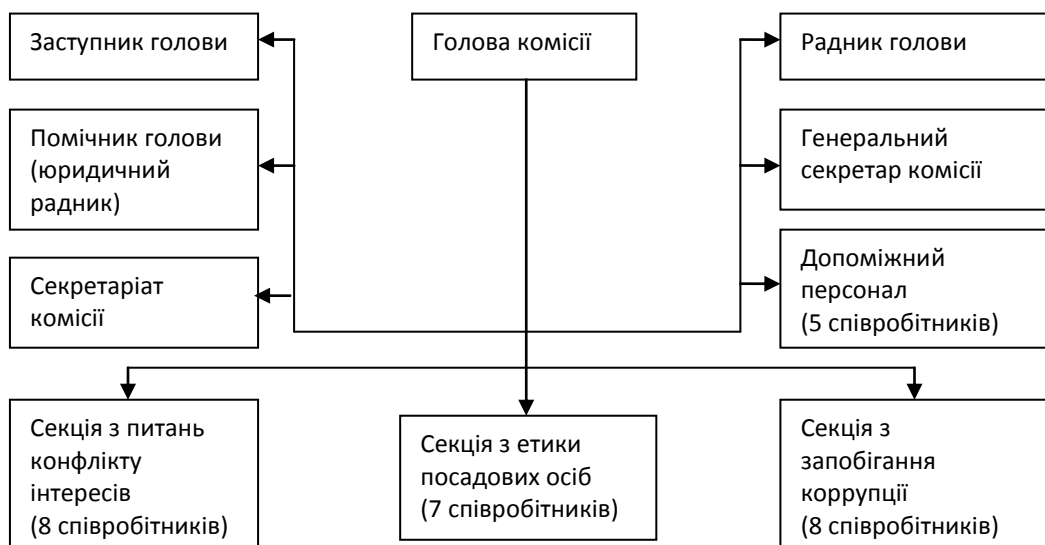 Заступник голови
Голова комісії
Радник голови
Помічник голови
(юридичний
радник)
Генеральний
секретар комісії
Секретаріат
комісії
Допоміжний
персонал
(5 співробітників)
Секція з питань
конфлікту
інтересів
(8 співробітників)
Секція з етики
посадових осіб
(7 співробітників)
Секція з
запобігання
коррупції
(8 співробітників)